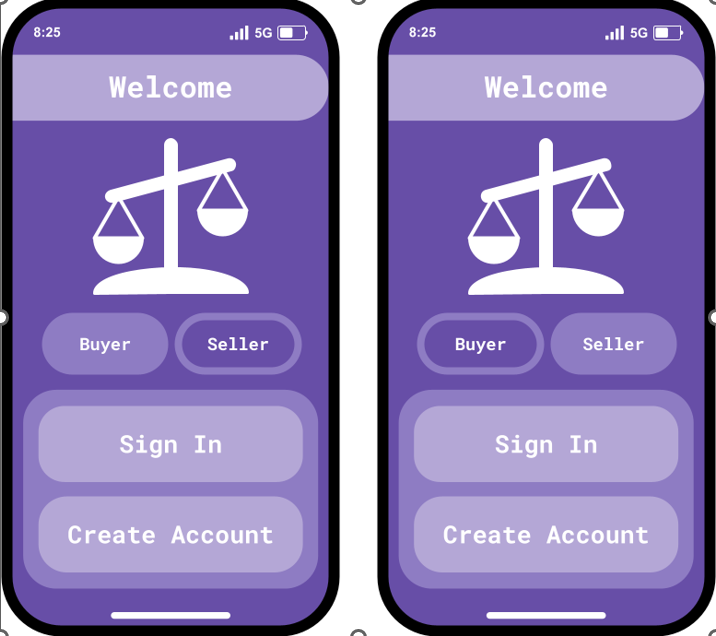 8:25 5G
Welcome
Buyer Seller
Sign In
Create Account
8:25 5G
Welcome
Buyer Seller
Sign In
Create Account